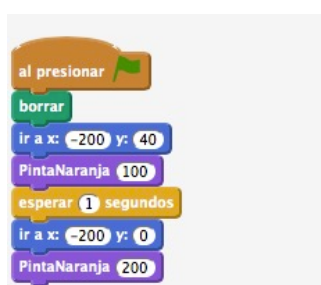 al presionar
borrar
ir a x: -200 y: 40
PintaNaranja 100
esperar 1 segundos
ir a x: -200 y: 0
PintaNaranja 200